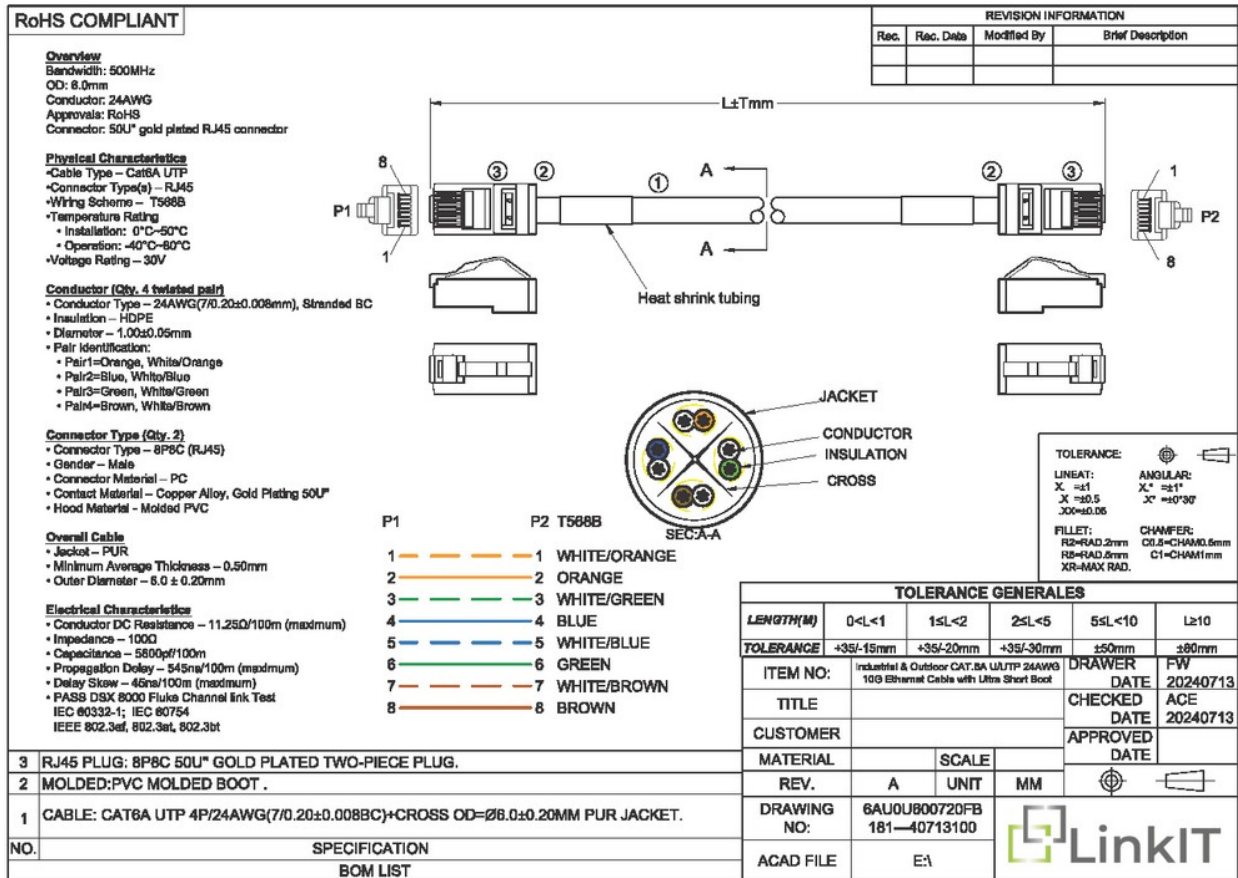 RoHS COMPLIANT
REVISION INFORMATION
Rec. Rec. Date Modified By Brief Description
Overview
Bandwidth: 500MHz
OD: 6.0mm
Conductor: 24AWG
Approvals: RoHS
Connector: 50U" gold plated RJ45 connector
Physical Characteristics
•Cable Type – Cat6A UTP
•Connector Type(s) – RJ45
•Wiring Scheme – T568B
•Temperature Rating
• Installation: 0°C~50°C
• Operation: -40°C~80°C
•Voltage Rating – 30V
Conductor (Qty. 4 twisted pair)
• Conductor Type – 24AWG(7/0.20±0.008mm), Stranded BC
• Insulation – HDPE
• Diameter – 1.00±0.05mm
• Pair Identification:
• Pair1=Orange, White/Orange
• Pair2=Blue, White/Blue
• Pair3=Green, White/Green
• Pair4=Brown, White/Brown
Connector Type (Qty. 2)
• Connector Type – 8P8C (RJ45)
• Gender – Male
• Connector Material – PC
• Contact Material – Copper Alloy, Gold Plating 50U"
• Hood Material - Molded PVC
Overall Cable
• Jacket – PUR
• Minimum Average Thickness – 0.50mm
• Outer Diameter – 6.0 ± 0.20mm
Electrical Characteristics
• Conductor DC Resistance – 11.25Ω/100m (maximum)
• Impedance – 100Ω
• Capacitance – 5600pf/100m
• Propagation Delay – 545ns/100m (maximum)
• Delay Skew – 45ns/100m (maximum)
• PASS DSX 8000 Fluke Channel link Test
IEC 60332-1; IEC 60754
IEEE 802.3af, 802.3at, 802.3bt
L±Tmm
8
P1
1
3
2
1
A
A
2
3
1
P2
8
Heat shrink tubing
JACKET
CONDUCTOR
INSULATION
CROSS
SEC:A-A
P1 P2 T568B
1 1 WHITE/ORANGE
2 2 ORANGE
3 3 WHITE/GREEN
4 4 BLUE
5 5 WHITE/BLUE
6 6 GREEN
7 7 WHITE/BROWN
8 8 BROWN
TOLERANCE:
LINEAT: ANGULAR:
X. =±1 X.° =±1°
.X =±0.5 .X° =±0°30'
.XX=±0.05
FILLET: CHAMFER:
R2=RAD.2mm C0.5=CHAM0.5mm
R5=RAD.5mm C1=CHAM1mm
XR=MAX RAD.
TOLERANCE GENERALES
LENGTH(M) 0<L<1 1≤L<2 2≤L<5 5≤L<10 L≥10
TOLERANCE +35/-15mm +35/-20mm +35/-30mm ±50mm ±80mm
ITEM NO: Industrial & Outdoor CAT.6A U/UTP 24AWG 10G Ethernet Cable with Ultra Short Boot
DRAWER FW
DATE 20240713
TITLE
CHECKED ACE
DATE 20240713
CUSTOMER
APPROVED
DATE
MATERIAL SCALE
REV. A UNIT MM
DRAWING NO: 6AU0U600720FB
181—40713100
ACAD FILE E:\
LinkIT
3 RJ45 PLUG: 8P8C 50U" GOLD PLATED TWO-PIECE PLUG.
2 MOLDED:PVC MOLDED BOOT .
1 CABLE: CAT6A UTP 4P/24AWG(7/0.20±0.008BC)+CROSS OD=Ø6.0±0.20MM PUR JACKET.
NO. SPECIFICATION
BOM LIST